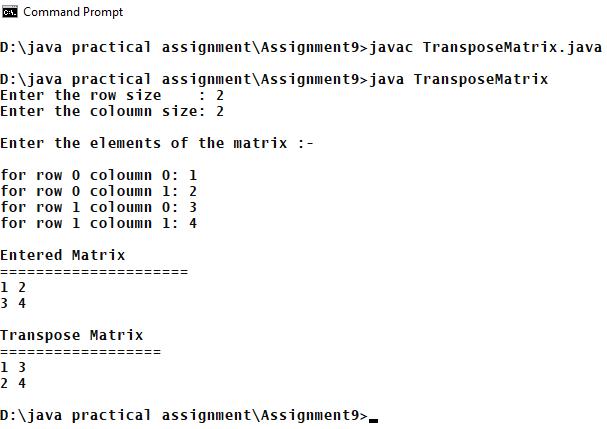 Command Prompt
D:\java practical assignment\Assignment9>javac TransposeMatrix.java
D:\java practical assignment\Assignment9>java TransposeMatrix
Enter the row size    : 2
Enter the coloumn size: 2
Enter the elements of the matrix :-
for row 0 coloumn 0: 1
for row 0 coloumn 1: 2
for row 1 coloumn 0: 3
for row 1 coloumn 1: 4
Entered Matrix
=====================
1 2
3 4
Transpose Matrix
==================
1 3
2 4
D:\java practical assignment\Assignment9>